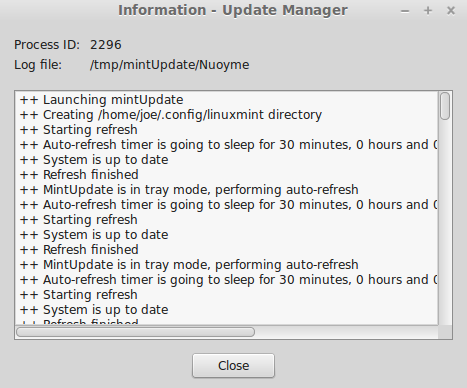 Information - Update Manager
Process ID: 2296
Log file: /tmp/mintUpdate/Nuoyme
++ Launching mintUpdate
++ Creating /home/joe/.config/linuxmint directory
++ Starting refresh
++ Auto-refresh timer is going to sleep for 30 minutes, 0 hours and
++ System is up to date
++ Refresh finished
++ MintUpdate is in tray mode, performing auto-refresh
++ Auto-refresh timer is going to sleep for 30 minutes, 0 hours and
++ Starting refresh
++ System is up to date
++ Refresh finished
++ MintUpdate is in tray mode, performing auto-refresh
++ Auto-refresh timer is going to sleep for 30 minutes, 0 hours and
++ Starting refresh
++ System is up to date
++ Refresh finished
Close